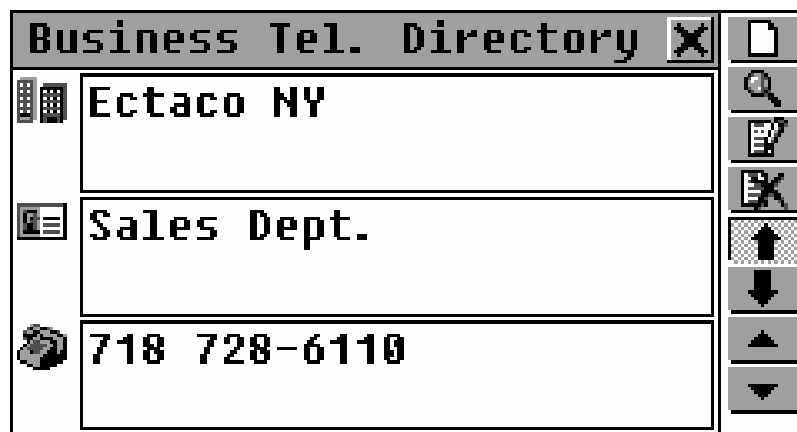 Business Tel. Directory
Ectaco NY
Sales Dept.
718 728-6110